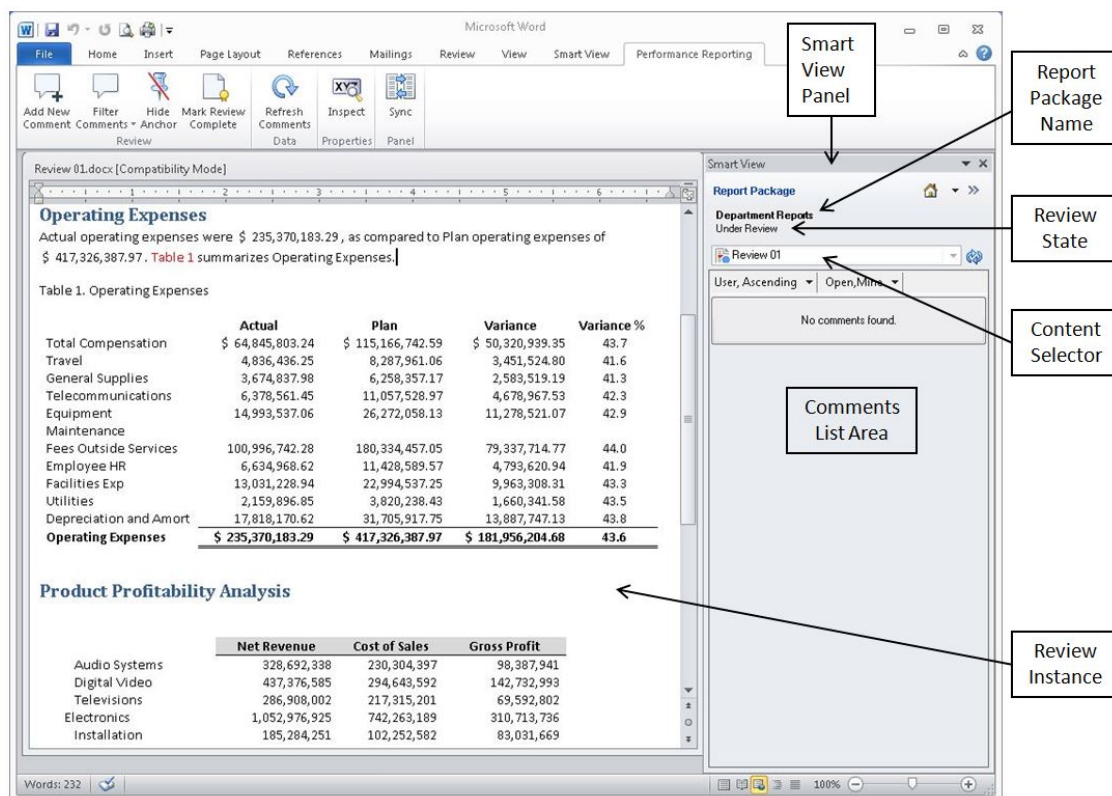 Microsoft Word
File Home Insert Page Layout References Mailings Review View Smart View Performance Reporting
Add New Comment
Filter Comments
Hide Anchor
Mark Review Complete
Refresh Comments
Inspect
Sync
Review Data Properties Panel
Review 01.docx [Compatibility Mode]
1 2 3 4 5 6
Operating Expenses
Actual operating expenses were $ 235,370,183.29 , as compared to Plan operating expenses of
$ 417,326,387.97 . Table 1 summarizes Operating Expenses.
Table 1. Operating Expenses
Actual Plan Variance Variance %
Total Compensation $ 64,845,803.24 $ 115,166,742.59 $ 50,320,939.35 43.7
Travel 4,836,436.25 8,287,961.06 3,451,524.80 41.6
General Supplies 3,674,837.98 6,258,357.17 2,583,519.19 41.3
Telecommunications 6,378,561.45 11,057,528.97 4,678,967.53 42.3
Equipment 14,993,537.06 26,272,058.13 11,278,521.07 42.9
Maintenance
Fees Outside Services 100,996,742.28 180,334,457.05 79,337,714.77 44.0
Employee HR 6,634,968.62 11,428,589.57 4,793,620.94 41.9
Facilities Exp 13,031,228.94 22,994,537.25 9,963,308.31 43.3
Utilities 2,159,896.85 3,820,238.43 1,660,341.58 43.5
Depreciation and Amort 17,818,170.62 31,705,917.75 13,887,747.13 43.8
Operating Expenses $ 235,370,183.29 $ 417,326,387.97 $ 181,956,204.68 43.6
Product Profitability Analysis
Net Revenue Cost of Sales Gross Profit
Audio Systems 328,692,338 230,304,397 98,387,941
Digital Video 437,376,585 294,643,592 142,732,993
Televisions 286,908,002 217,315,201 69,592,802
Electronics 1,052,976,925 742,263,189 310,713,736
Installation 185,284,251 102,252,582 83,031,669
Words: 232
100%
Smart View
Report Package
Department Reports
Under Review
Review 01
User, Ascending Open,Mine
No comments found.
Comments
List Area
Smart
View
Panel
Report
Package
Name
Review
State
Content
Selector
Review
Instance